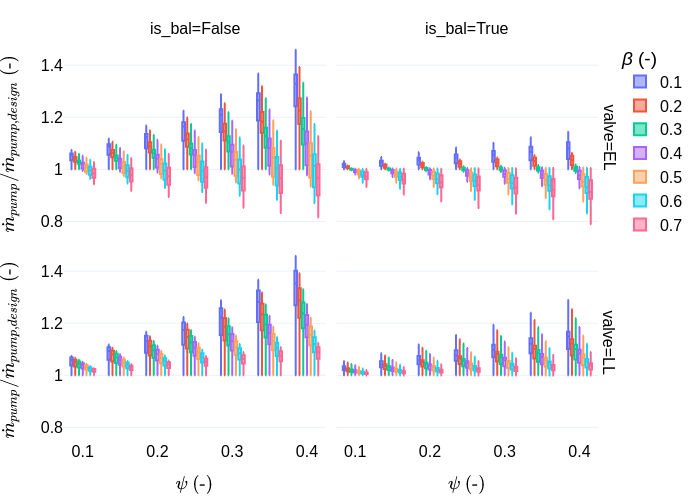 is_bal=False
is_bal=True
β (-)
0.1
0.2
0.3
0.4
0.5
0.6
0.7
ṁ_pump/ṁ_pump,design (-)
1.4
1.2
1
0.8
valve=EL
ṁ_pump/ṁ_pump,design (-)
1.4
1.2
1
0.8
valve=LL
0.1
0.2
0.3
0.4
0.2
0.3
0.4
0.1
ψ (-)
ψ (-)